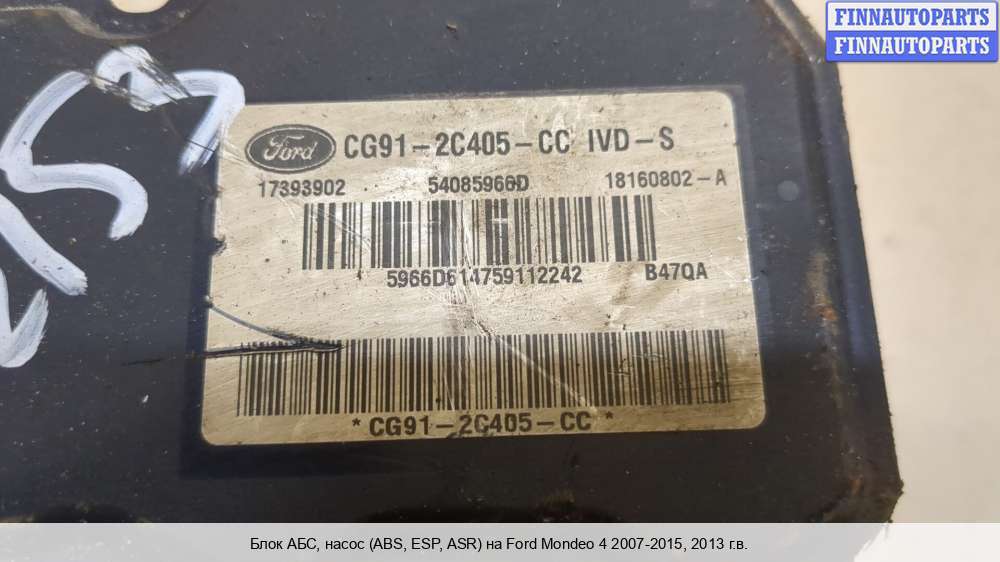 FINNAUTOPARTS
FINNAUTOPARTS
Ford CG91-2C405-CC IVD-S
17393902 54085966D 18160802-A
5966D614759112242 B47QA
*CG91-2C405-CC*
Блок АБС, насос (ABS, ESP, ASR) на Ford Mondeo 4 2007-2015, 2013 г.в.